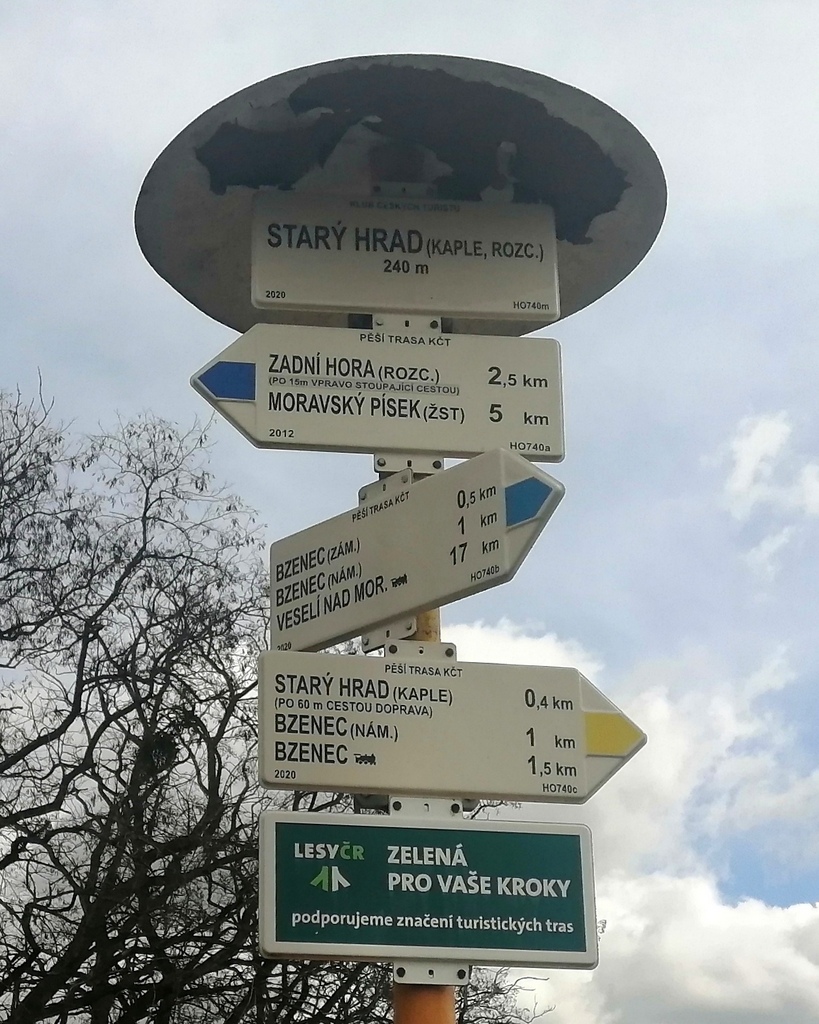 KLUB ČESKÝCH TURISTŮ
STARÝ HRAD (KAPLE, ROZC.)
240 m
2020 HO740m
PĚŠÍ TRASA KČT
ZADNÍ HORA (ROZC.) 2,5 km
(PO 15m VPRAVO STOUPAJÍCÍ CESTOU)
MORAVSKÝ PÍSEK (ŽST) 5 km
2012 HO740a
PĚŠÍ TRASA KČT
BZENEC (ZÁM.) 0,5 km
BZENEC (NÁM.) 1 km
VESELÍ NAD MOR. 17 km
2020 HO740b
PĚŠÍ TRASA KČT
STARÝ HRAD (KAPLE) 0,4 km
(PO 60 m CESTOU DOPRAVA)
BZENEC (NÁM.) 1 km
BZENEC 1,5 km
2020 HO740c
LESY ČR
ZELENÁ
PRO VAŠE KROKY
podporujeme značení turistických tras